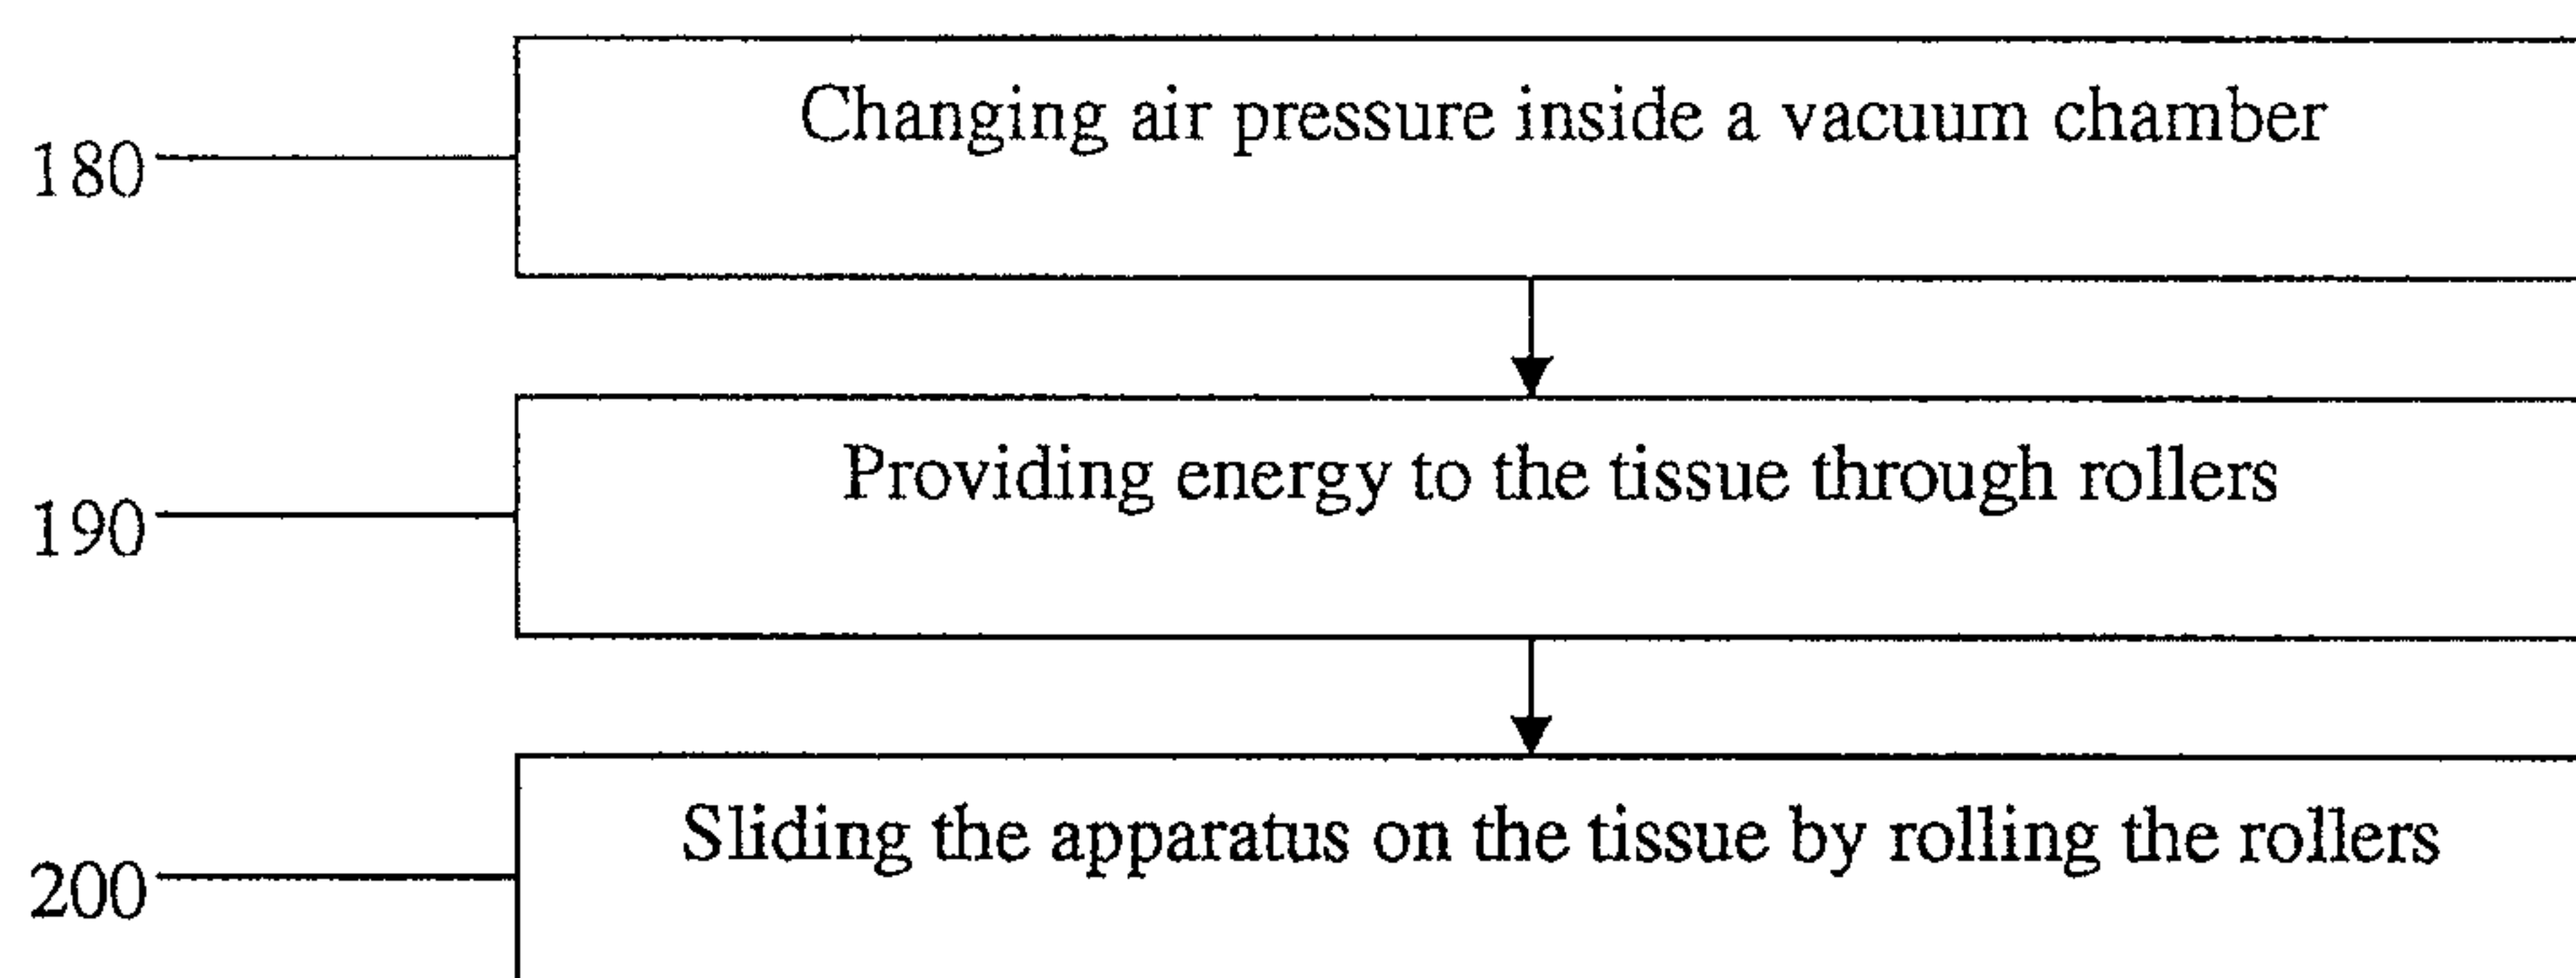 Changing air pressure inside a vacuum chamber
180
Providing energy to the tissue through rollers
190
Sliding the apparatus on the tissue by rolling the rollers
200